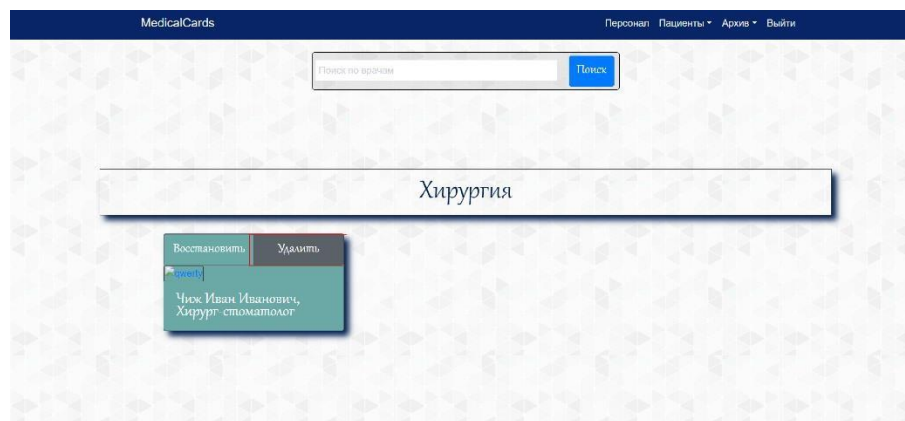 MedicalCards
Персонал Пациенты Архив Выйти
Поиск по врачам
Поиск
Хирургия
Восстановить Удалить
qwerty
Чиж Иван Иванович,
Хирург-стоматолог